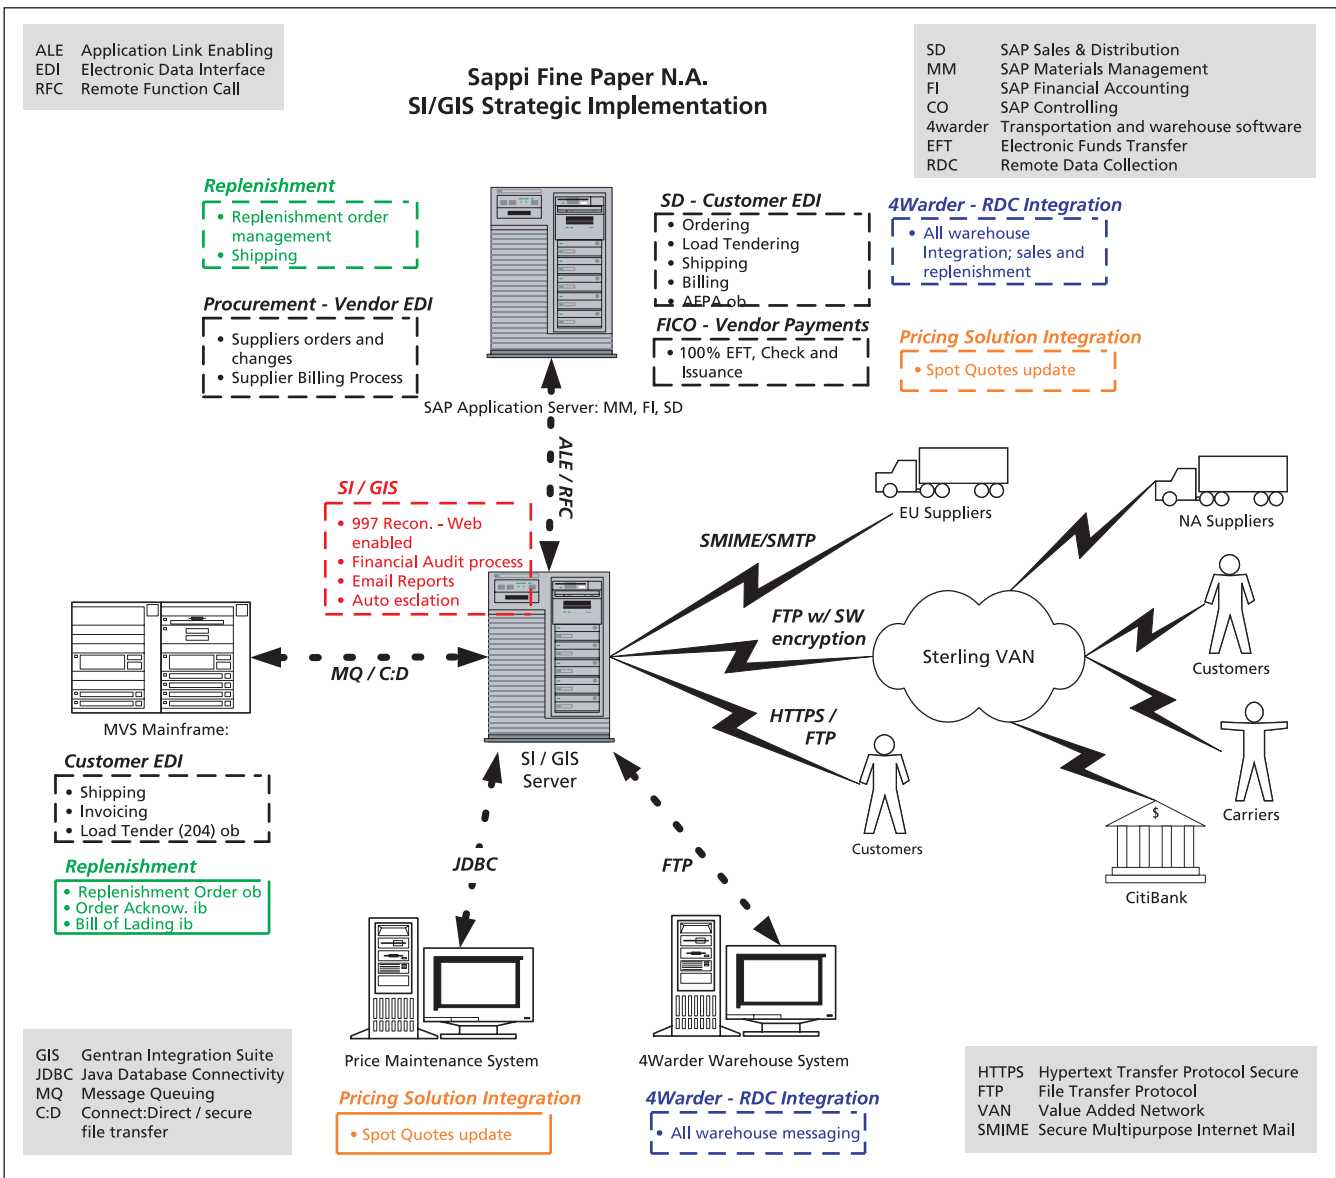 ALE Application Link Enabling
EDI Electronic Data Interface
RFC Remote Function Call
Sappi Fine Paper N.A.
SI/GIS Strategic Implementation
SD SAP Sales & Distribution
MM SAP Materials Management
FI SAP Financial Accounting
CO SAP Controlling
4warder Transportation and warehouse software
EFT Electronic Funds Transfer
RDC Remote Data Collection
Replenishment
• Replenishment order
management
• Shipping
Procurement - Vendor EDI
• Suppliers orders and
changes
• Supplier Billing Process
SD - Customer EDI
• Ordering
• Load Tendering
• Shipping
• Billing
• AFPA ob
FICO - Vendor Payments
• 100% EFT, Check and
Issuance
4Warder - RDC Integration
• All warehouse
Integration; sales and
replenishment
Pricing Solution Integration
• Spot Quotes update
SAP Application Server: MM, FI, SD
ALE / RFC
SI / GIS
• 997 Recon. - Web
enabled
• Financial Audit process
• Email Reports
• Auto esclation
EU Suppliers
NA Suppliers
SMIME/SMTP
FTP w/ SW
encryption
Sterling VAN
Customers
MQ / C:D
HTTPS /
FTP
MVS Mainframe:
SI / GIS
Server
Customer EDI
• Shipping
• Invoicing
• Load Tender (204) ob
Customers
$
Carriers
CitiBank
Replenishment
• Replenishment Order ob
• Order Acknow. ib
• Bill of Lading ib
JDBC
FTP
Price Maintenance System
4Warder Warehouse System
Pricing Solution Integration
• Spot Quotes update
4Warder - RDC Integration
• All warehouse messaging
GIS Gentran Integration Suite
JDBC Java Database Connectivity
MQ Message Queuing
C:D Connect:Direct / secure
file transfer
HTTPS Hypertext Transfer Protocol Secure
FTP File Transfer Protocol
VAN Value Added Network
SMIME Secure Multipurpose Internet Mail